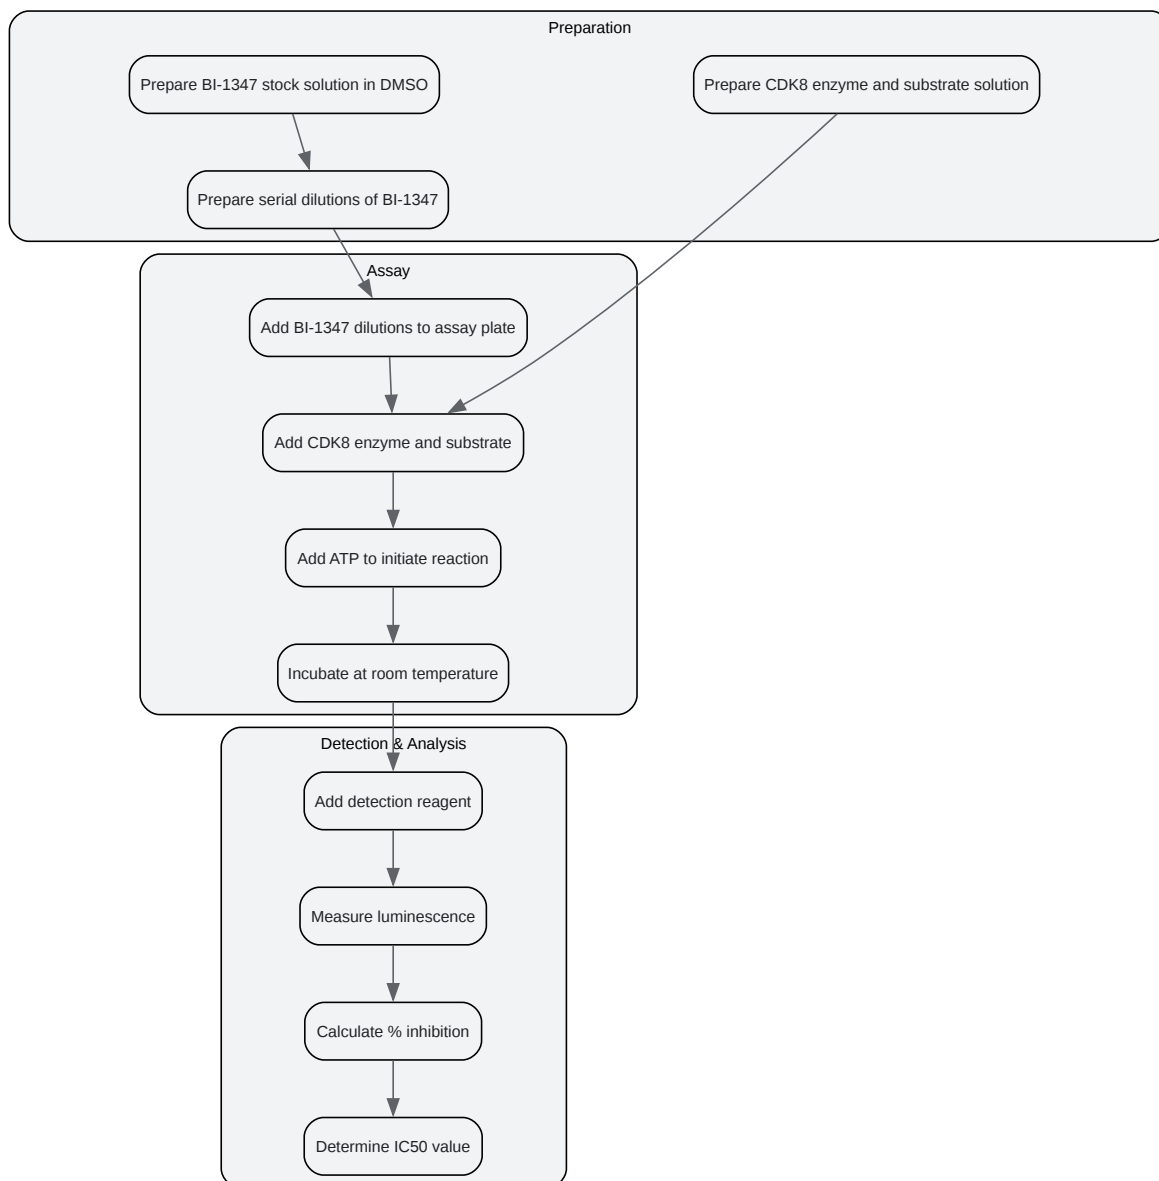 Preparation
Prepare BI-1347 stock solution in DMSO
Prepare CDK8 enzyme and substrate solution
Prepare serial dilutions of BI-1347
Assay
Add BI-1347 dilutions to assay plate
Add CDK8 enzyme and substrate
Add ATP to initiate reaction
Incubate at room temperature
Detection & Analysis
Add detection reagent
Measure luminescence
Calculate % inhibition
Determine IC50 value